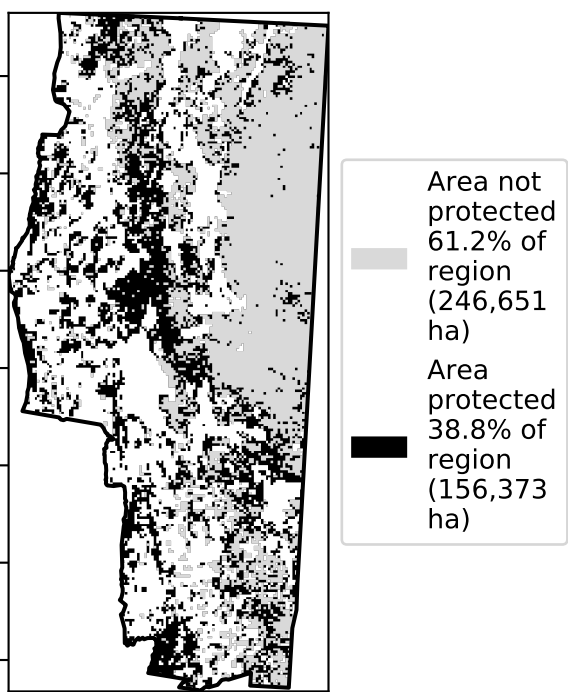 Area not
protected
61.2% of
region
(246,651
ha)
Area
protected
38.8% of
region
(156,373
ha)